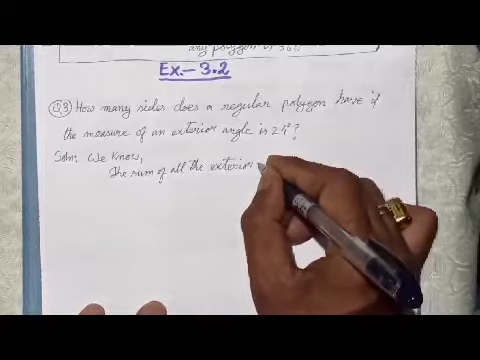 any polygon is 360°
Ex.- 3.2
Q3) How many sides does a regular polygon have if
the measure of an exterior angle is 24°?
Soln: We know,
The sum of all the exterior